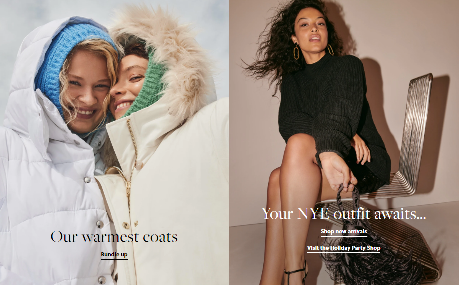 Our warmest coats
Bundle up
Your NYE outfit awaits...
Shop new arrivals
Visit the Holiday Party Shop